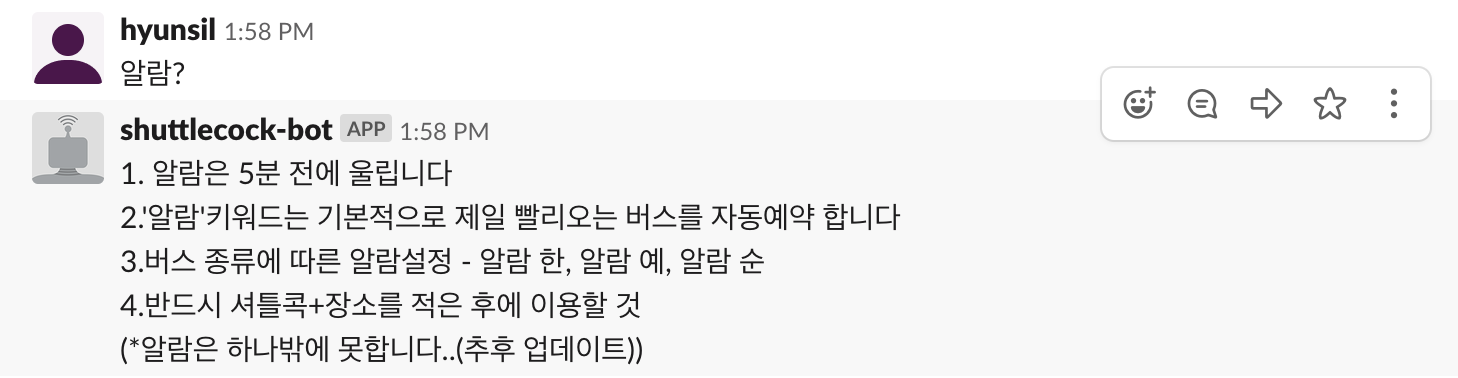 hyunsil 1:58 PM
알람?
shuttlecock-bot APP 1:58 PM
1. 알람은 5분 전에 울립니다
2.'알람'키워드는 기본적으로 제일 빨리오는 버스를 자동예약 합니다
3.버스 종류에 따른 알람설정 - 알람 한, 알람 예, 알람 순
4.반드시 셔틀콕+장소를 적은 후에 이용할 것
(*알람은 하나밖에 못합니다..(추후 업데이트))